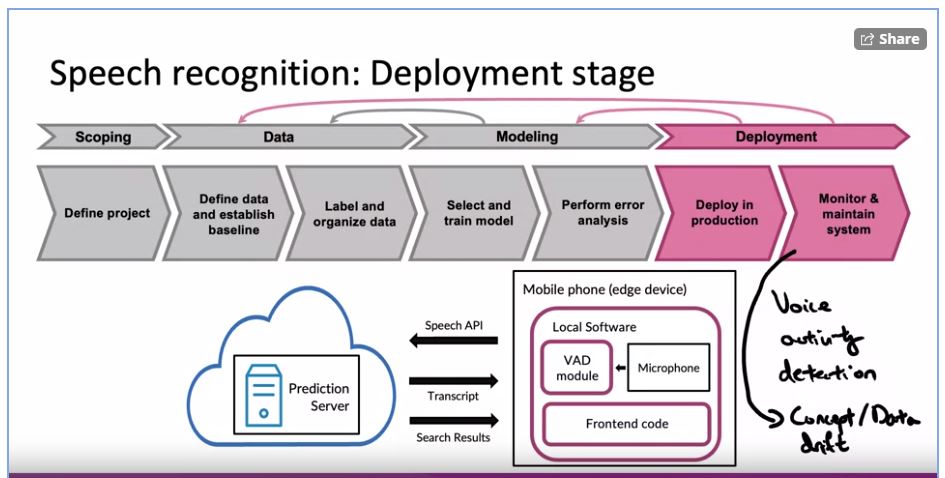 Share
Speech recognition: Deployment stage
Scoping
Data
Modeling
Deployment
Define project
Define data
and establish
baseline
Label and
organize data
Select and
train model
Perform error
analysis
Deploy in
production
Monitor &
maintain
system
Prediction
Server
Speech API
Transcript
Search Results
Mobile phone (edge device)
Local Software
VAD
module
Microphone
Frontend code
Voice
activity
detection
Concept/Data
drift